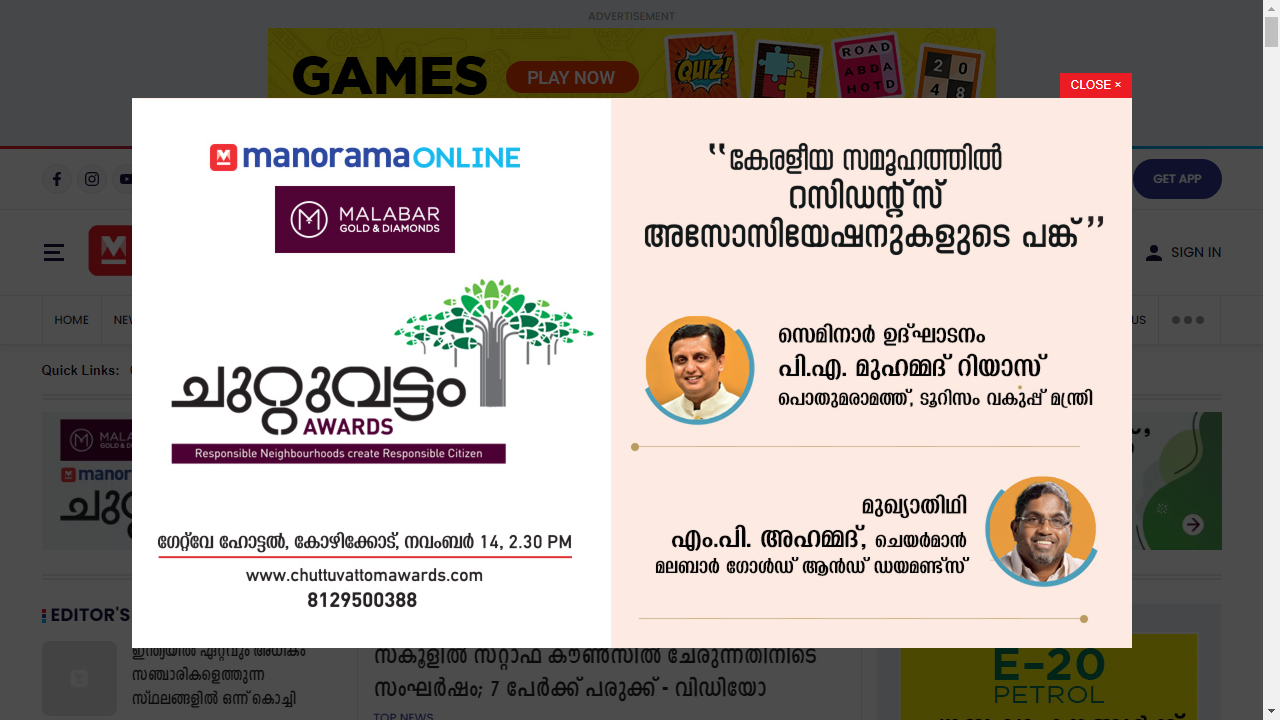 ADVERTISEMENT
GAMES
PLAY NOW
QUIZ!
ROAD
ABDA
HOTD
2 0
4 8
CLOSE ×
manorama ONLINE
MALABAR
GOLD & DIAMONDS
ചുറ്റുവട്ടം
AWARDS
Responsible Neighbourhoods create Responsible Citizen
ഗേറ്റ്‌വേ ഹോട്ടൽ, കോഴിക്കോട്, നവംബർ 14, 2.30 PM
www.chuttuvattomawards.com
8129500388
‘‘കേരളീയ സമൂഹത്തിൽ
റസിഡന്റ്സ്
അസോസിയേഷനുകളുടെ പങ്ക്’’
സെമിനാർ ഉദ്ഘാടനം
പി.എ. മുഹമ്മദ് റിയാസ്
പൊതുമരാമത്ത്, ടൂറിസം വകുപ്പ് മന്ത്രി
മുഖ്യാതിഥി
എം.പി. അഹമ്മദ്, ചെയർമാൻ
മലബാർ ഗോൾഡ് ആൻഡ് ഡയമണ്ട്സ്
GET APP
SIGN IN
HOME
US
Quick Links:
MALABAR
EDITOR'S
ഇന്ത്യയിൽ ഏറ്റവും അധികം
സഞ്ചാരികളെത്തുന്ന
സ്ഥലങ്ങളിൽ ഒന്ന് കൊച്ചി
സ്കൂളിൽ സ്റ്റാഫ് കൗൺസിൽ ചേരുന്നതിനിടെ
സംഘർഷം; 7 പേർക്ക് പരുക്ക് - വിഡിയോ
TOP NEWS
E-20
PETROL